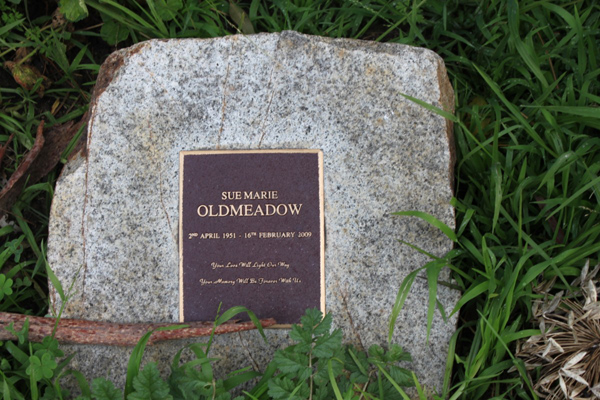 SUE MARIE
OLDMEADOW
2ND APRIL 1951 - 16TH FEBRUARY 2009
Your Love Will Light Our Way
Your Memory Will Be Forever With Us